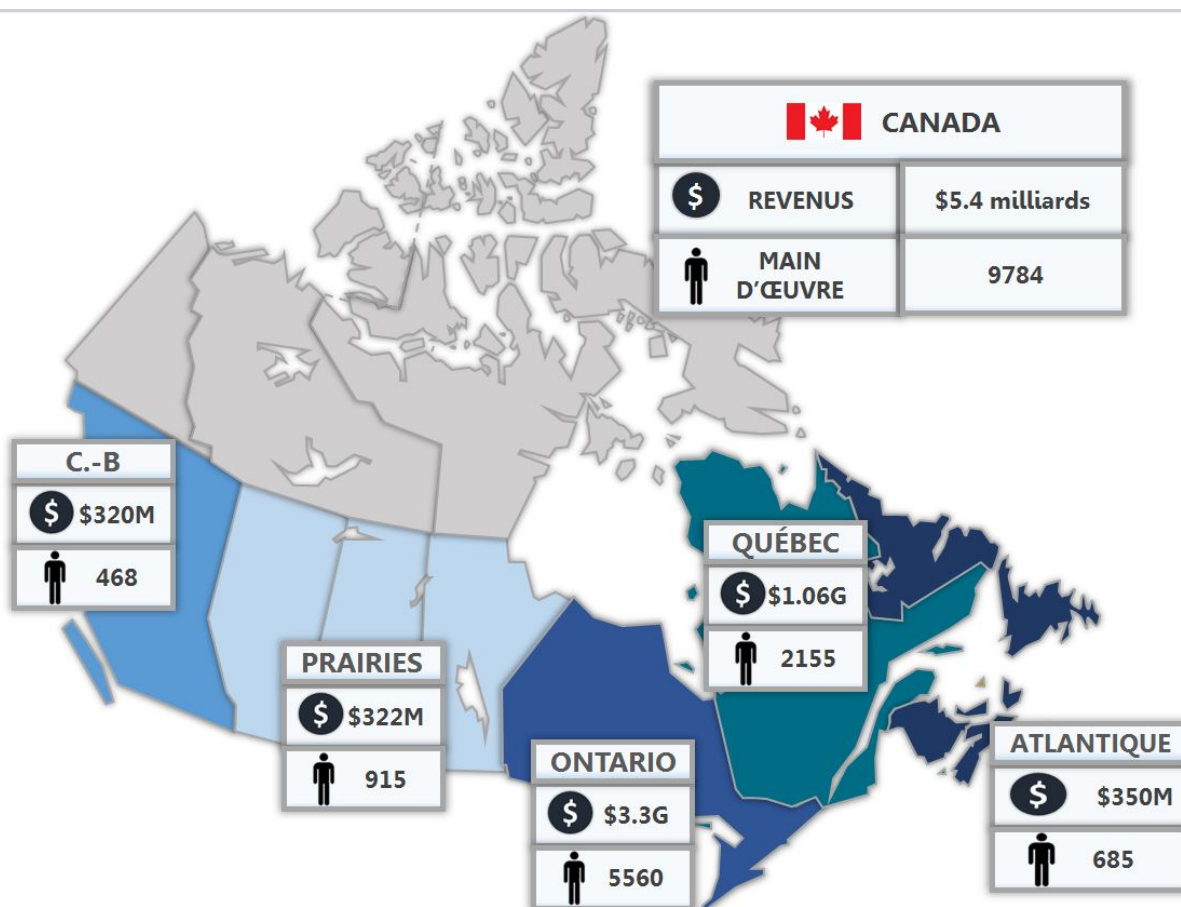 CANADA
$ REVENUS $5.4 milliards
MAIN
D'ŒUVRE
9784
C.-B
$ $320M
468
PRAIRIES
$ $322M
915
ONTARIO
$ $3.3G
5560
QUÉBEC
$ $1.06G
2155
ATLANTIQUE
$ $350M
685